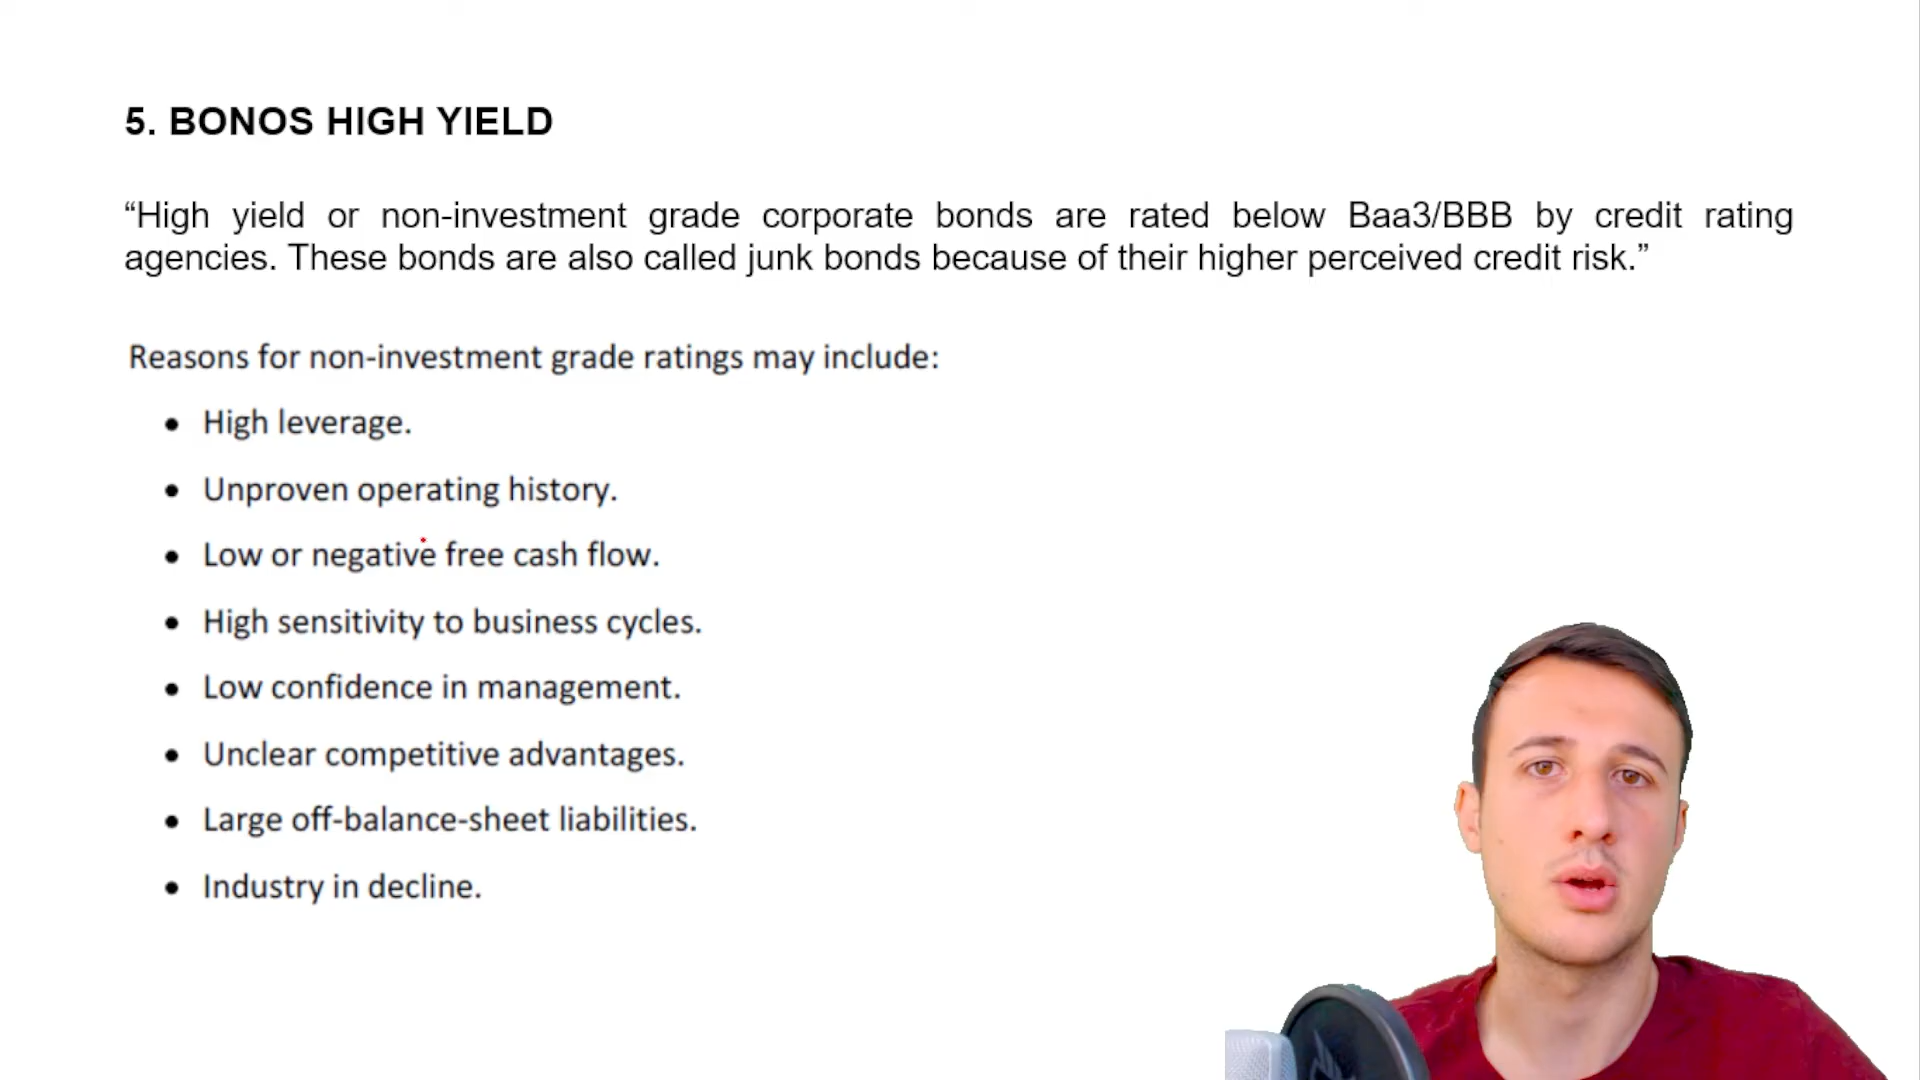 5. BONOS HIGH YIELD
“High yield or non-investment grade corporate bonds are rated below Baa3/BBB by credit rating
agencies. These bonds are also called junk bonds because of their higher perceived credit risk.”
Reasons for non-investment grade ratings may include:
• High leverage.
• Unproven operating history.
• Low or negative free cash flow.
• High sensitivity to business cycles.
• Low confidence in management.
• Unclear competitive advantages.
• Large off-balance-sheet liabilities.
• Industry in decline.